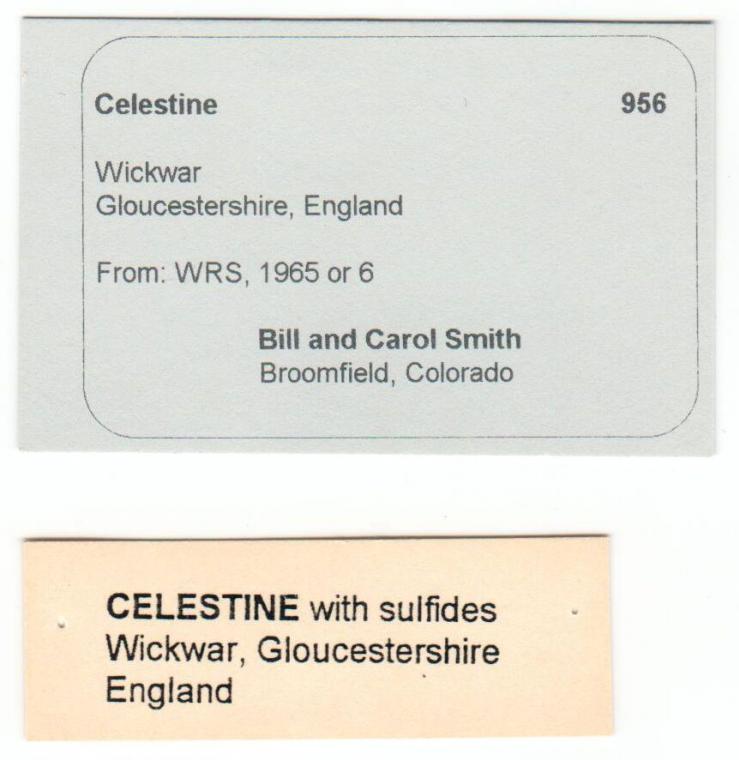 Celestine 956
Wickwar
Gloucestershire, England
From: WRS, 1965 or 6
Bill and Carol Smith
Broomfield, Colorado
CELESTINE with sulfides
Wickwar, Gloucestershire
England